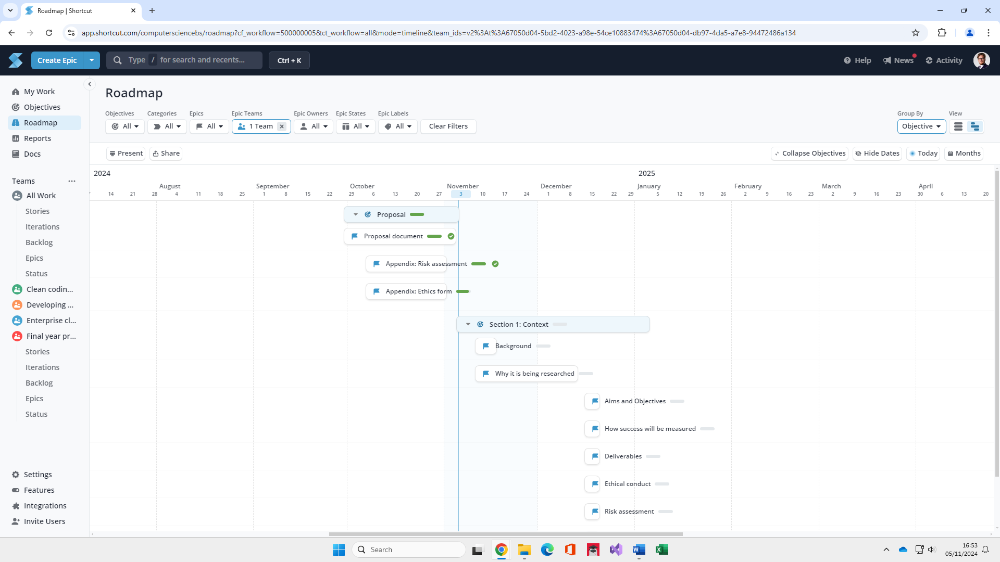 Roadmap | Shortcut
app.shortcut.com/computersciencebs/roadmap?cf_workflow=500000005&ct_workflow=all&mode=timeline&team_ids=v2%3At%3A67050d04-5bd2-4023-a98e-54ce10883474%3A67050d04-db97-4da5-a7e8-94472486a134
Create Epic
Type / for search and recents...
Ctrl + K
Help
News
Activity
My Work
Objectives
Roadmap
Reports
Docs
Teams
All Work
Stories
Iterations
Backlog
Epics
Status
Clean codin...
Developing ...
Enterprise cl...
Final year pr...
Stories
Iterations
Backlog
Epics
Status
Settings
Features
Integrations
Invite Users
Roadmap
Objectives Categories Epics Epic Teams Epic Owners Epic States Epic Labels
All All All 1 Team All All All Clear Filters
Group By View
Objective
Present Share
Collapse Objectives Hide Dates Today Months
2024 2025
August September October November December January February March April
14 21 28 4 11 18 25 1 8 15 22 29 6 13 20 27 3 10 17 24 1 8 15 22 29 5 12 19 26 2 9 16 23 2 9 16 23 30 6 13 20
Proposal
Proposal document
Appendix: Risk assessment
Appendix: Ethics form
Section 1: Context
Background
Why it is being researched
Aims and Objectives
How success will be measured
Deliverables
Ethical conduct
Risk assessment
Search
16:53
05/11/2024